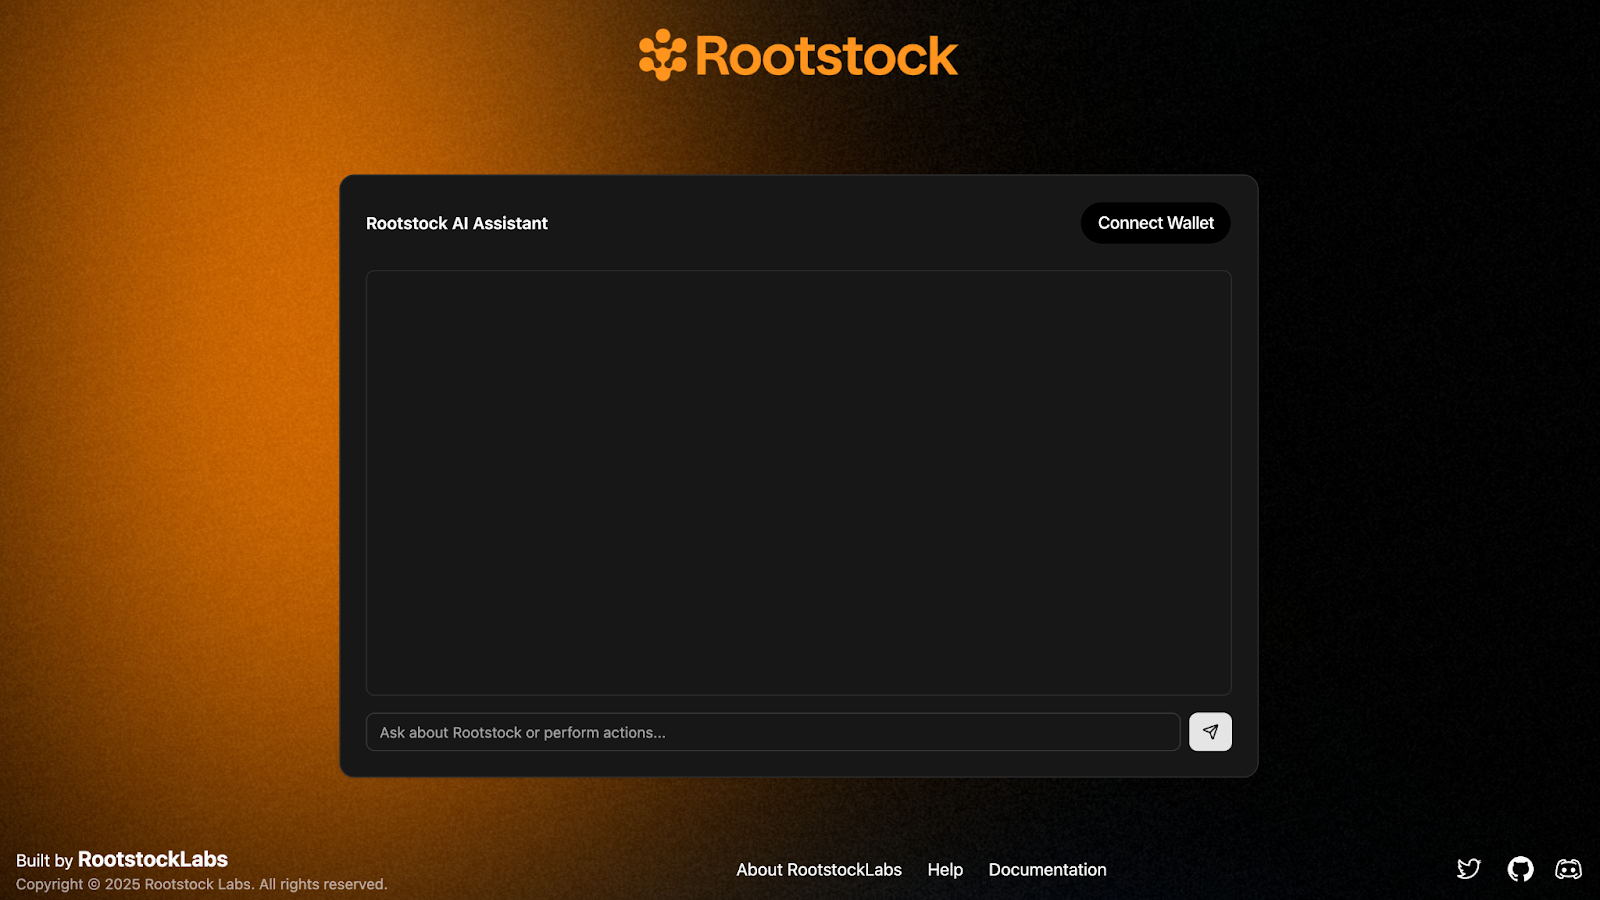 Rootstock
Rootstock AI Assistant
Connect Wallet
Ask about Rootstock or perform actions...
Built by RootstockLabs
Copyright © 2025 Rootstock Labs. All rights reserved.
About RootstockLabs
Help
Documentation